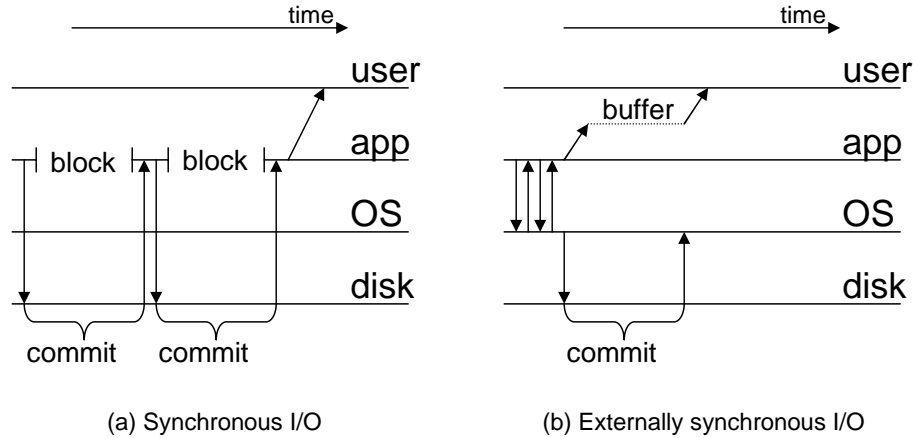 time
user
block
block
app
OS
disk
commit
commit
(a) Synchronous I/O
time
user
buffer
app
OS
disk
commit
(b) Externally synchronous I/O